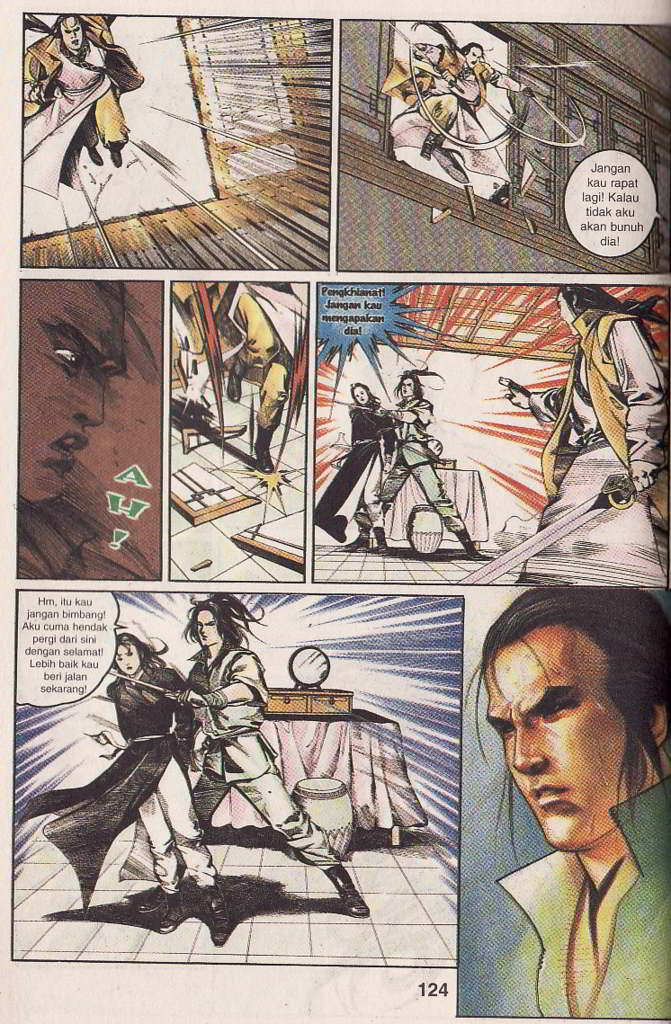 Jangan
kau rapat
lagi! Kalau
tidak aku
akan bunuh
dia!
AH!
Pengkhianat!
Jangan kau
mengapakan
dia!
Hm, itu kau
jangan bimbang!
Aku cuma hendak
pergi dari sini
dengan selamat!
Lebih baik kau
beri jalan
sekarang!
124